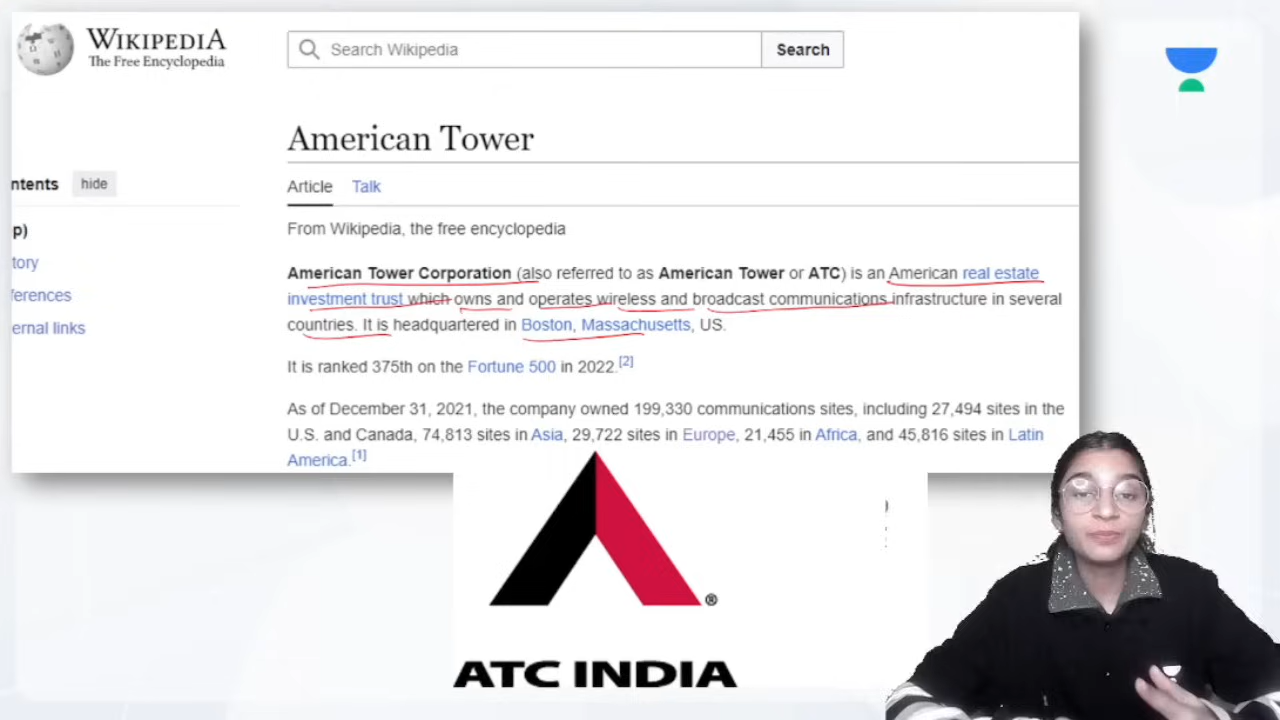 WIKIPEDIA
The Free Encyclopedia
Search Wikipedia
Search
American Tower
ntents hide
Article Talk
p)
From Wikipedia, the free encyclopedia
tory
ferences
ernal links
American Tower Corporation (also referred to as American Tower or ATC) is an American real estate
investment trust which owns and operates wireless and broadcast communications infrastructure in several
countries. It is headquartered in Boston, Massachusetts, US.
It is ranked 375th on the Fortune 500 in 2022.[2]
As of December 31, 2021, the company owned 199,330 communications sites, including 27,494 sites in the
U.S. and Canada, 74,813 sites in Asia, 29,722 sites in Europe, 21,455 in Africa, and 45,816 sites in Latin
America.[1]
®
ATC INDIA